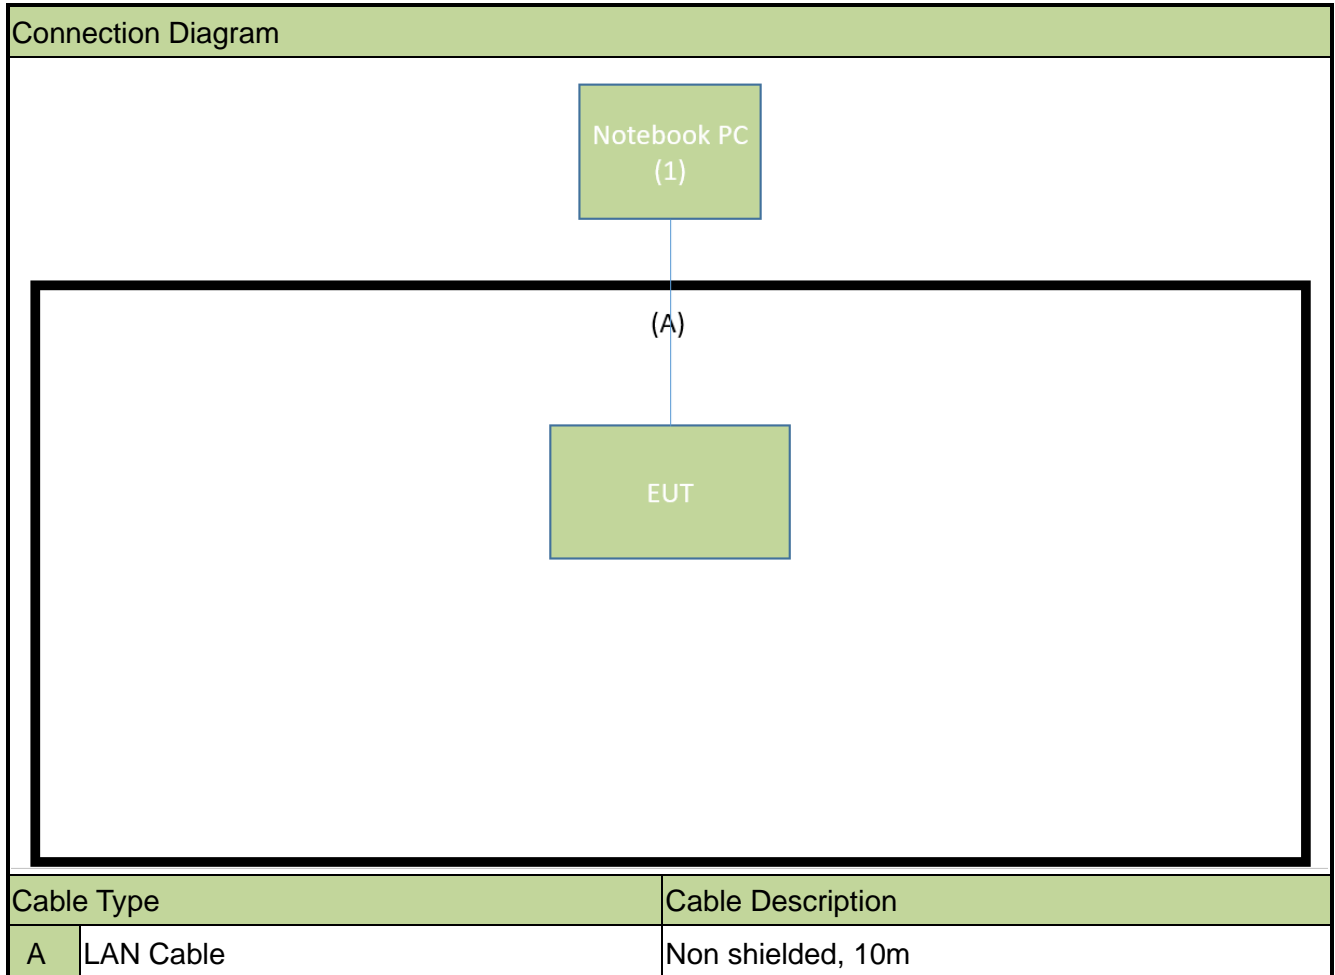 Connection Diagram
Notebook PC
(1)
(A)
EUT
Cable Type Cable Description
A LAN Cable Non shielded, 10m